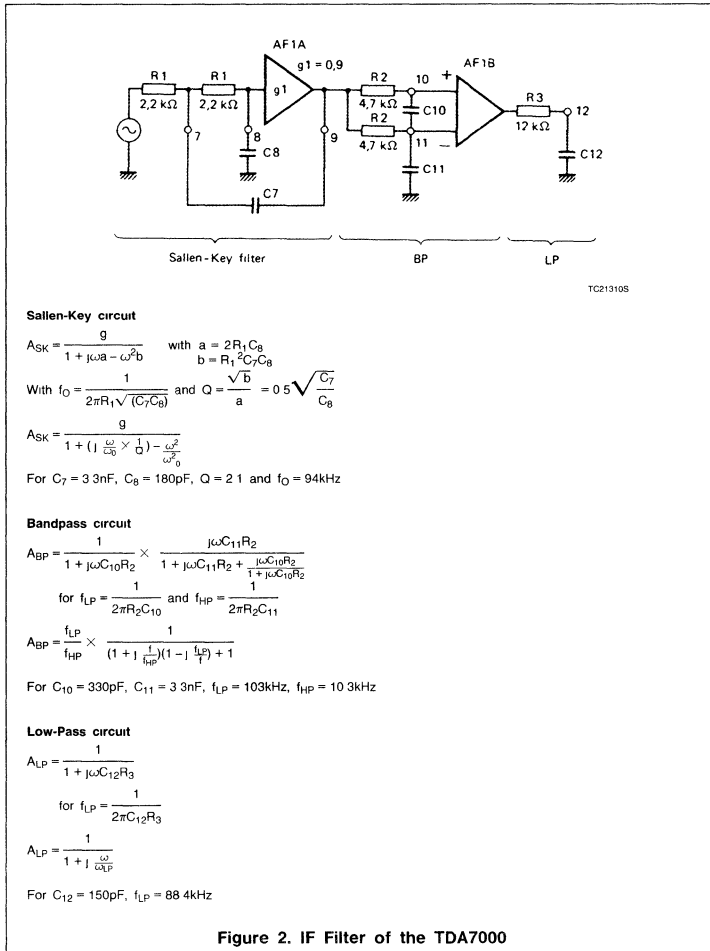 AF1A
g1 = 0,9
AF1B
R1
R1
g1
R2
10
+
R3
12
2,2 kΩ
2,2 kΩ
4,7 kΩ
C10
12 kΩ
7
8
9
R2
11
−
C8
4,7 kΩ
C11
C12
C7
Sallen-Key filter
BP
LP
TC21310S
Sallen-Key circuit
A_SK = g / (1 + jωa − ω²b) with a = 2R₁C₈
b = R₁²C₇C₈
With f_O = 1 / (2πR₁√(C₇C₈)) and Q = √b / a = 0 5 √(C₇ / C₈)
A_SK = g / (1 + (j ω/ω₀ × 1/Q) − ω²/ω²₀)
For C₇ = 3 3nF, C₈ = 180pF, Q = 2 1 and f_O = 94kHz
Bandpass circuit
A_BP = 1 / (1 + jωC₁₀R₂) × jωC₁₁R₂ / (1 + jωC₁₁R₂ + jωC₁₀R₂ / (1 + jωC₁₀R₂))
for f_LP = 1 / (2πR₂C₁₀) and f_HP = 1 / (2πR₂C₁₁)
A_BP = f_LP / f_HP × 1 / ((1 + j f/f_HP)(1 − j f_LP/f) + 1)
For C₁₀ = 330pF, C₁₁ = 3 3nF, f_LP = 103kHz, f_HP = 10 3kHz
Low-Pass circuit
A_LP = 1 / (1 + jωC₁₂R₃)
for f_LP = 1 / (2πC₁₂R₃)
A_LP = 1 / (1 + j ω/ω_LP)
For C₁₂ = 150pF, f_LP = 88 4kHz
Figure 2. IF Filter of the TDA7000